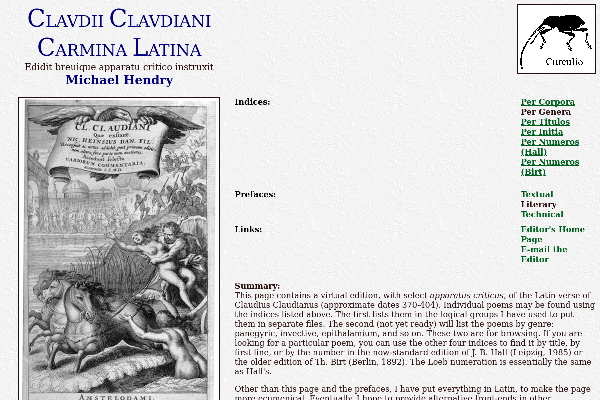 CLAVDII CLAVDIANI
CARMINA LATINA
Edidit breuique apparatu critico instruxit
Michael Hendry
Curculio
CL. CLAUDIANI
Quæ exstant.
NIC. HEINSIUS DAN. FIL.
VARIORUM COMMENTARIA,
AMSTELODAMI,
Indices:
Per Corpora
Per Genera
Per Titulos
Per Initia
Per Numeros
(Hall)
Per Numeros
(Birt)
Prefaces:
Textual
Literary
Technical
Links:
Editor's Home
Page
E-mail the
Editor
Summary:
This page contains a virtual edition, with select apparatus criticus, of the Latin verse of
Claudius Claudianus (approximate dates 370-404). Individual poems may be found using
the indices listed above. The first lists them in the logical groups I have used to put
them in separate files. The second (not yet ready) will list the poems by genre:
panegyric, invective, epithalamium, and so on. These two are for browsing. If you are
looking for a particular poem, you can use the other four indices to find it by title, by
first line, or by the number in the now-standard edition of J. B. Hall (Leipzig, 1985) or
the older edition of Th. Birt (Berlin, 1892). The Loeb numeration is essentially the same
as Hall's.
Other than this page and the prefaces, I have put everything in Latin, to make the page
more ecumenical. Eventually, I hope to provide alternative front-ends in other